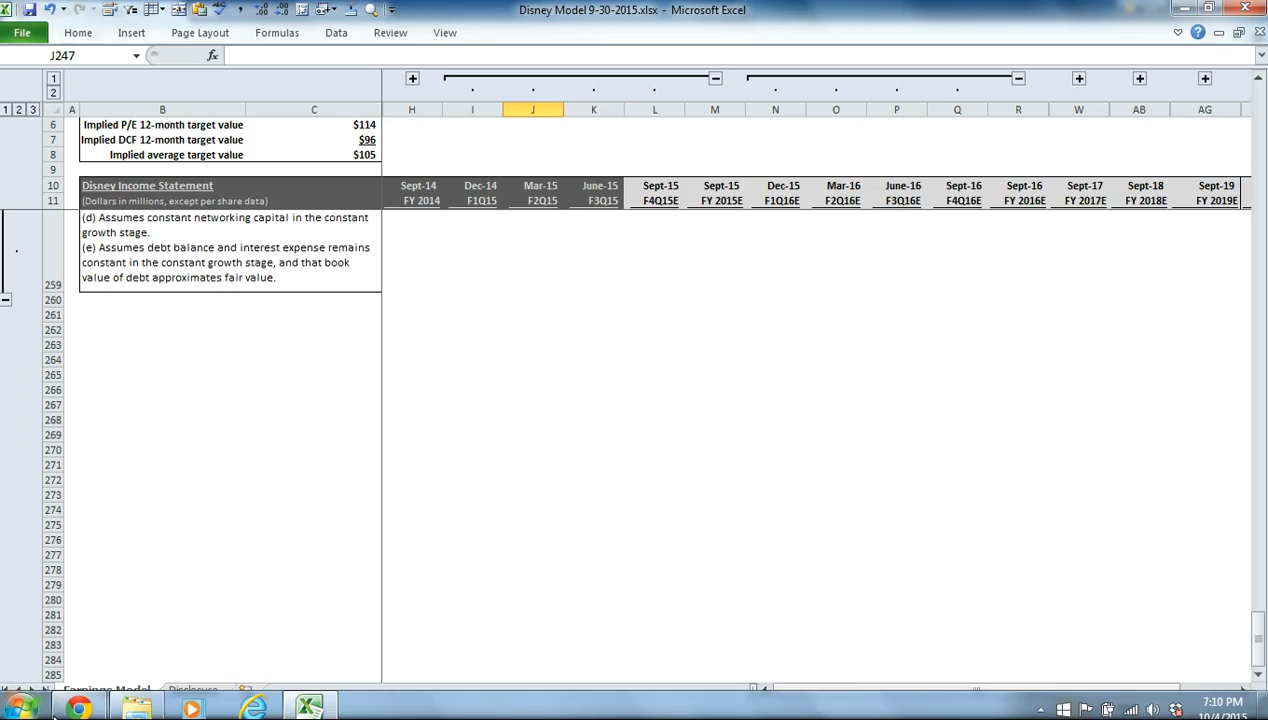 Disney Model 9-30-2015.xlsx - Microsoft Excel
File Home Insert Page Layout Formulas Data Review View
J247 fx
1
2
1 2 3 A B C H I J K L M N O P Q R W AB AG
6 Implied P/E 12-month target value $114
7 Implied DCF 12-month target value $96
8 Implied average target value $105
9
10 Disney Income Statement Sept-14 Dec-14 Mar-15 June-15 Sept-15 Sept-15 Dec-15 Mar-16 June-16 Sept-16 Sept-16 Sept-17 Sept-18 Sept-19
11 (Dollars in millions, except per share data) FY 2014 F1Q15 F2Q15 F3Q15 F4Q15E FY 2015E F1Q16E F2Q16E F3Q16E F4Q16E FY 2016E FY 2017E FY 2018E FY 2019E
(d) Assumes constant networking capital in the constant
growth stage.
(e) Assumes debt balance and interest expense remains
constant in the constant growth stage, and that book
value of debt approximates fair value.
259
260
261
262
263
264
265
266
267
268
269
270
271
272
273
274
275
276
277
278
279
280
281
282
283
284
285
Earnings Model Disclosure
7:10 PM
10/4/2015